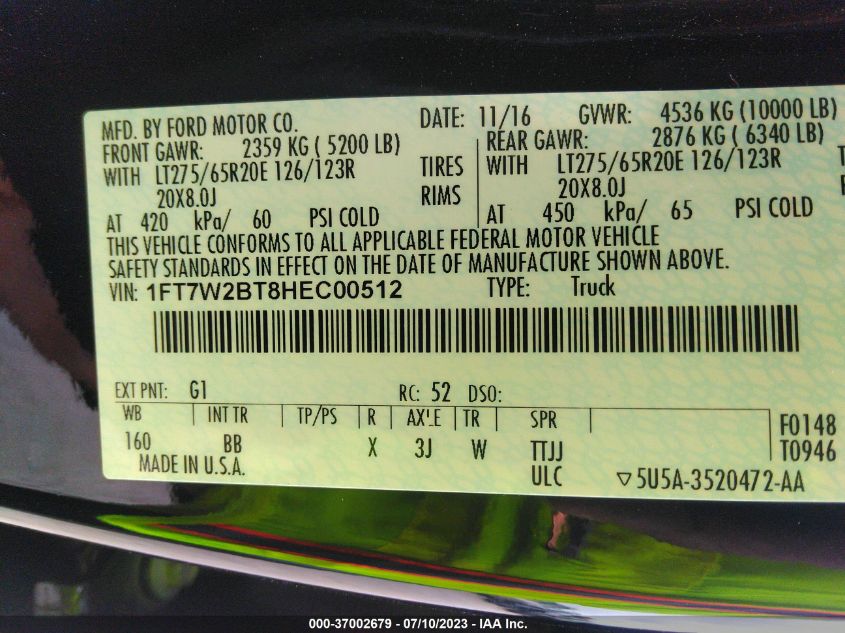 MFD. BY FORD MOTOR CO. DATE: 11/16 GVWR: 4536 KG (10000 LB)
FRONT GAWR: 2359 KG ( 5200 LB) REAR GAWR: 2876 KG ( 6340 LB)
WITH LT275/65R20E 126/123R TIRES WITH LT275/65R20E 126/123R
20X8.0J RIMS 20X8.0J
AT 420 kPa/ 60 PSI COLD AT 450 kPa/ 65 PSI COLD
THIS VEHICLE CONFORMS TO ALL APPLICABLE FEDERAL MOTOR VEHICLE
SAFETY STANDARDS IN EFFECT ON THE DATE OF MANUFACTURE SHOWN ABOVE.
VIN: 1FT7W2BT8HEC00512 TYPE: Truck
EXT PNT: G1 RC: 52 DSO:
WB INT TR TP/PS R AXLE TR SPR F0148
160 BB X 3J W TTJJ T0946
MADE IN U.S.A. ULC 5U5A-3520472-AA
000-37002679 - 07/10/2023 - IAA Inc.